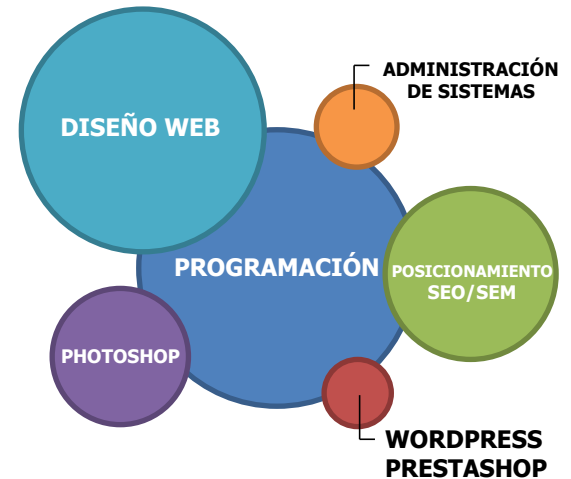 ADMINISTRACIÓN
DE SISTEMAS
DISEÑO WEB
PROGRAMACIÓN
POSICIONAMIENTO
SEO/SEM
PHOTOSHOP
WORDPRESS
PRESTASHOP